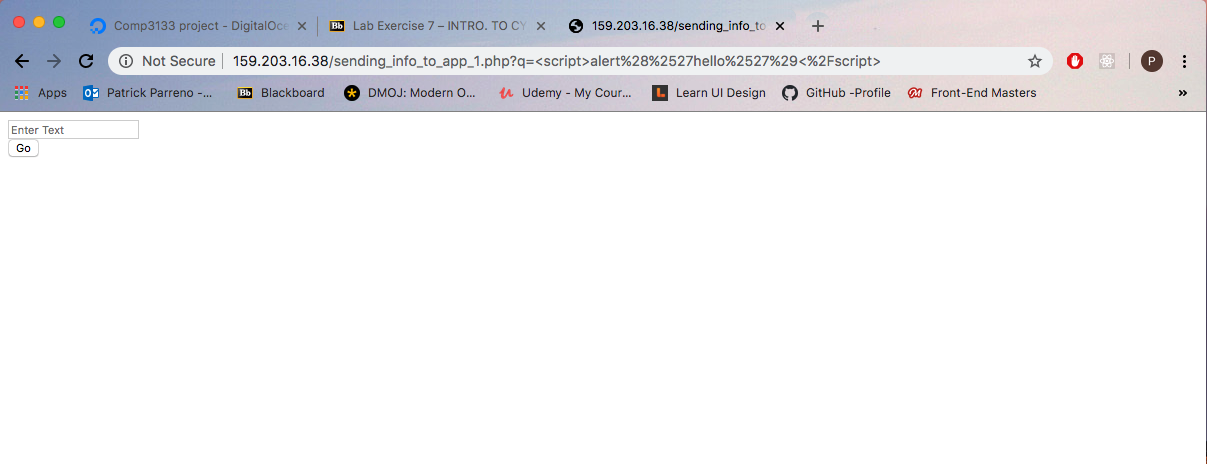 Comp3133 project - DigitalOce
Lab Exercise 7 – INTRO. TO CY
159.203.16.38/sending_info_to
Not Secure 159.203.16.38/sending_info_to_app_1.php?q=<script>alert%28%2527hello%2527%29<%2Fscript>
P
Apps Patrick Parreno -... Bb Blackboard DMOJ: Modern O... Udemy - My Cour... Learn UI Design GitHub -Profile Front-End Masters »
Enter Text
Go